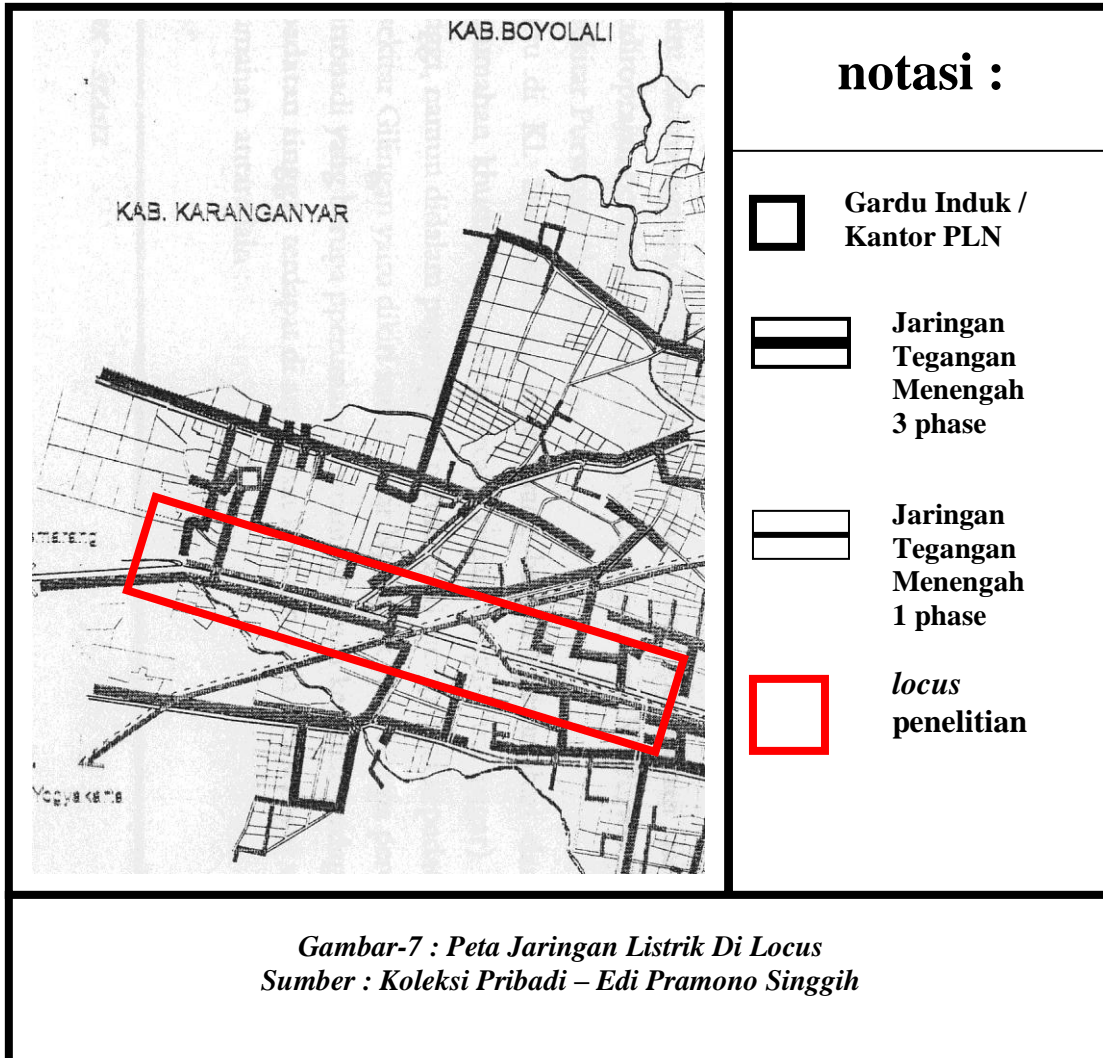 KAB.BOYOLALI
KAB. KARANGANYAR
Yogyakarta
notasi :
Gardu Induk /
Kantor PLN
Jaringan
Tegangan
Menengah
3 phase
Jaringan
Tegangan
Menengah
1 phase
locus
penelitian
Gambar-7 : Peta Jaringan Listrik Di Locus
Sumber : Koleksi Pribadi – Edi Pramono Singgih